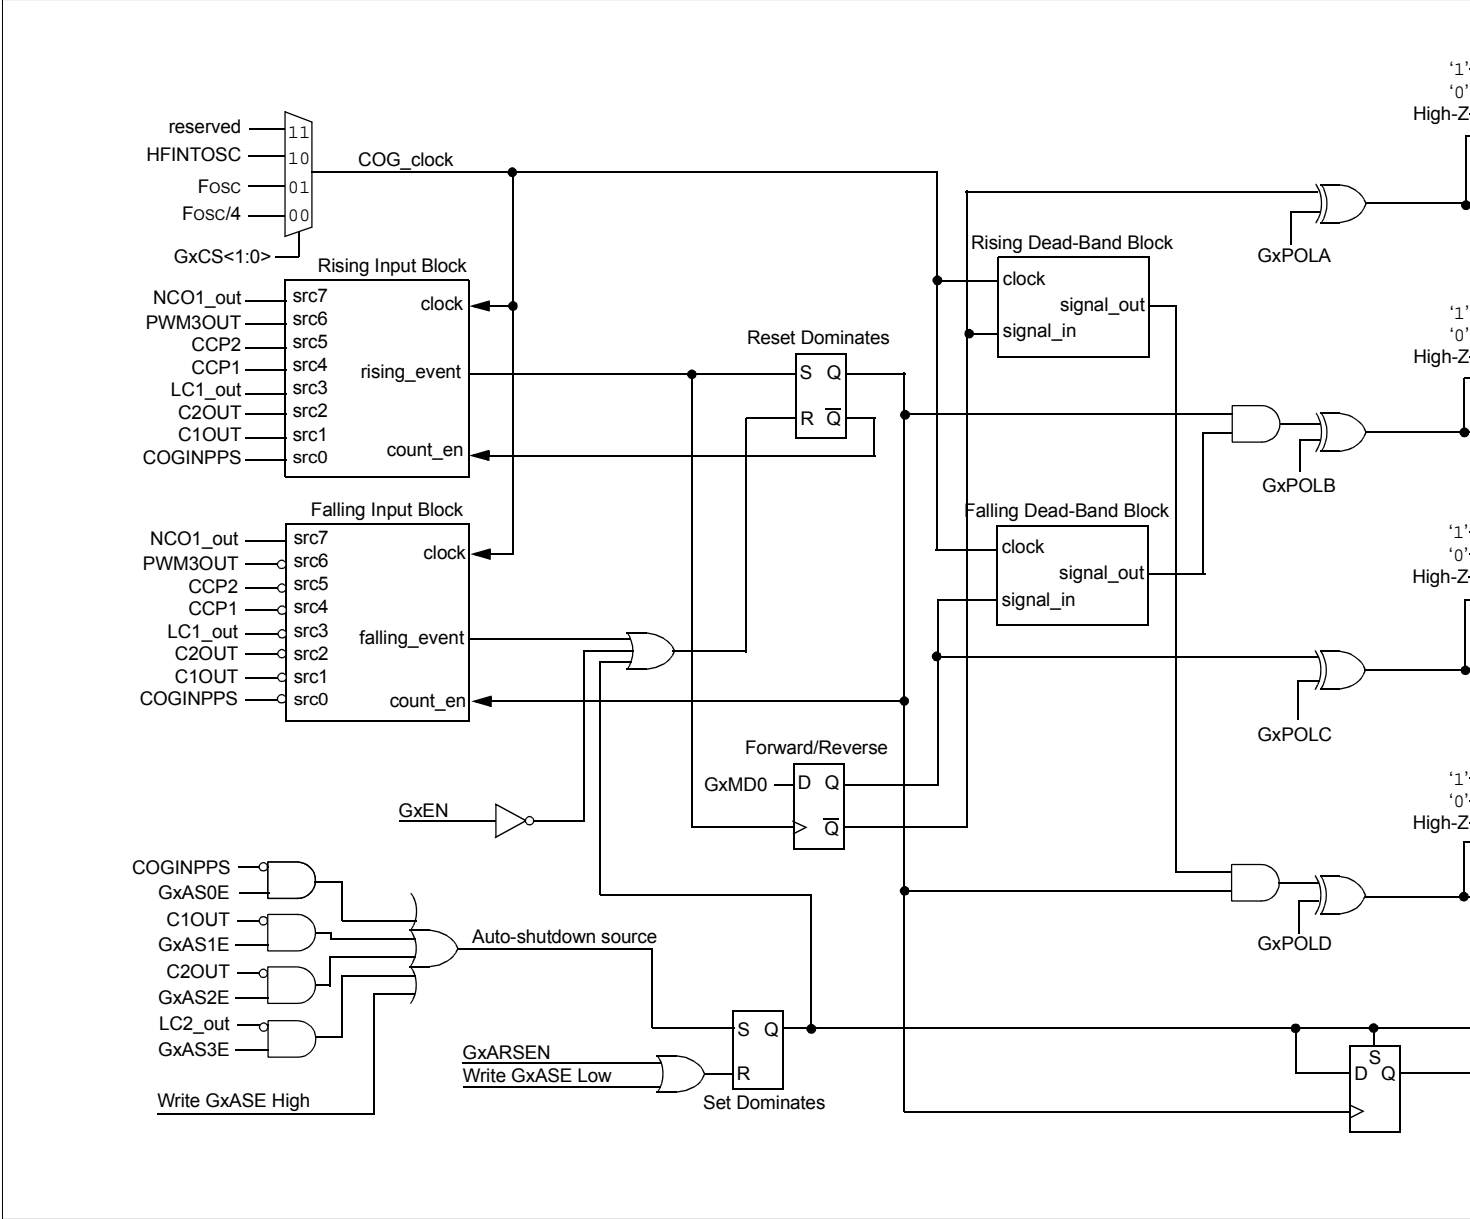 ‘1’
‘0’
High-Z
reserved
11
HFINTOSC
10
COG_clock
FOSC
01
FOSC/4
00
GxCS<1:0>
GxPOLA
Rising Input Block
NCO1_out
src7
PWM3OUT
src6
CCP2
src5
CCP1
src4
LC1_out
src3
C2OUT
src2
C1OUT
src1
COGINPPS
src0
clock
rising_event
count_en
Rising Dead-Band Block
clock
signal_out
signal_in
Reset Dominates
S Q
R Q
‘1’
‘0’
High-Z
GxPOLB
Falling Input Block
NCO1_out
src7
PWM3OUT
src6
CCP2
src5
CCP1
src4
LC1_out
src3
C2OUT
src2
C1OUT
src1
COGINPPS
src0
clock
falling_event
count_en
Falling Dead-Band Block
clock
signal_out
signal_in
‘1’
‘0’
High-Z
GxPOLC
Forward/Reverse
GxMD0
D Q
Q
GxEN
‘1’
‘0’
High-Z
GxPOLD
COGINPPS
GxAS0E
C1OUT
GxAS1E
C2OUT
GxAS2E
LC2_out
GxAS3E
Auto-shutdown source
Write GxASE High
GxARSEN
Write GxASE Low
S Q
R
Set Dominates
S
D Q